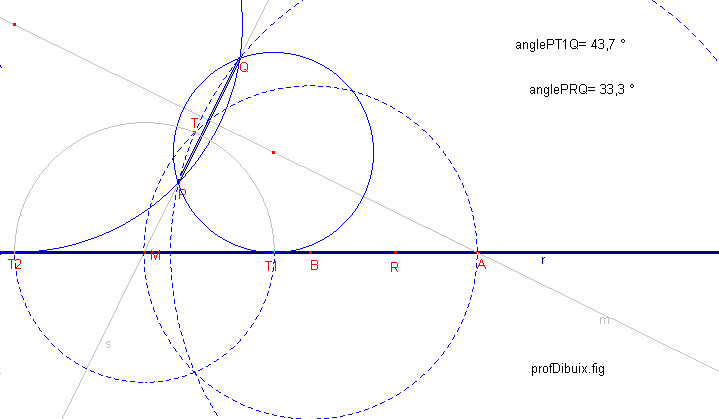 anglePT1Q= 43,7 °
Q
anglePRQ= 33,3 °
T
P
T2
M
T1
B
R
A
r
m
s
profDibuix.fig